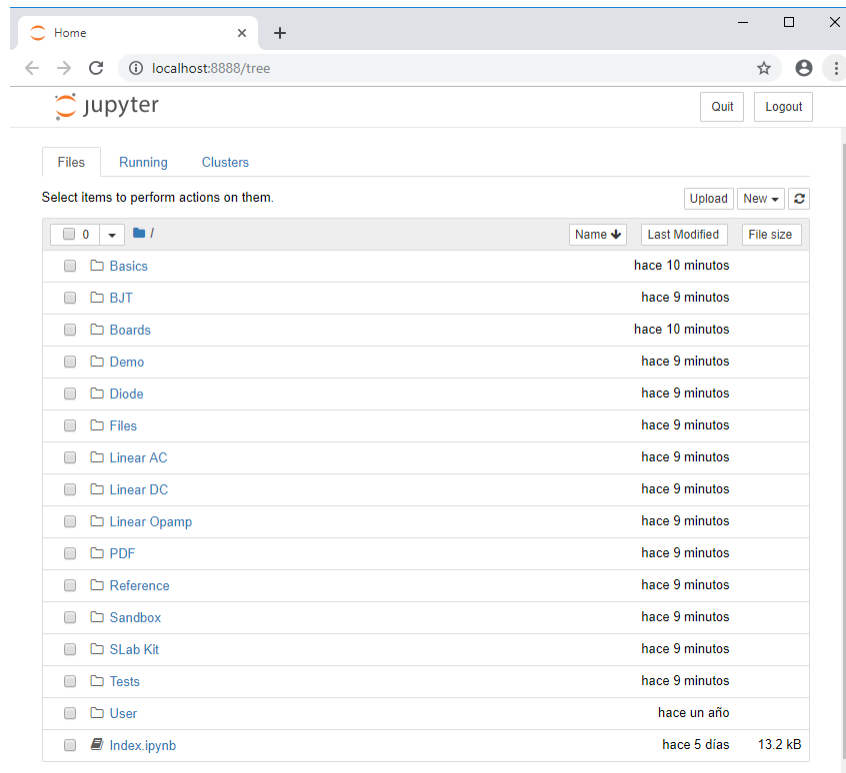 Home
localhost:8888/tree
jupyter
Quit Logout
Files Running Clusters
Select items to perform actions on them.
Upload New
0 / Name Last Modified File size
Basics hace 10 minutos
BJT hace 9 minutos
Boards hace 10 minutos
Demo hace 9 minutos
Diode hace 9 minutos
Files hace 9 minutos
Linear AC hace 9 minutos
Linear DC hace 9 minutos
Linear Opamp hace 9 minutos
PDF hace 9 minutos
Reference hace 9 minutos
Sandbox hace 9 minutos
SLab Kit hace 9 minutos
Tests hace 9 minutos
User hace un año
Index.ipynb hace 5 días 13.2 kB